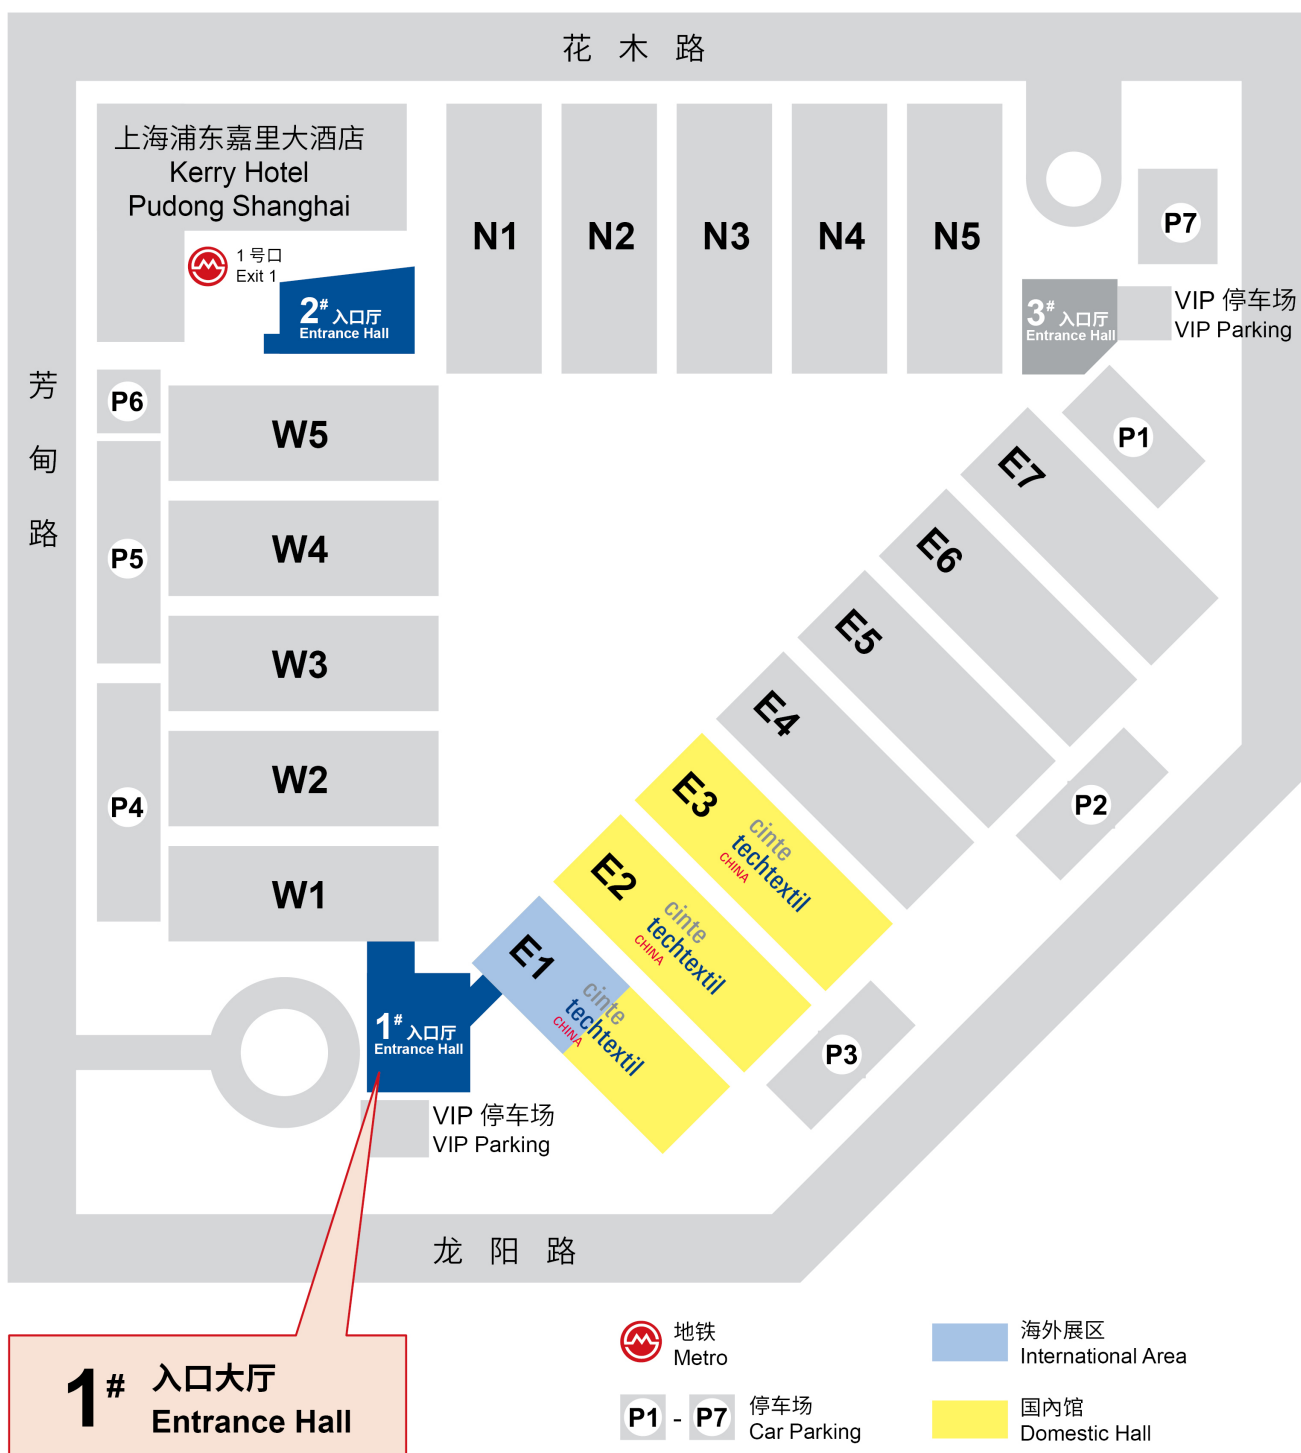 花 木 路
上海浦东嘉里大酒店
Kerry Hotel
Pudong Shanghai
1 号口
Exit 1
2# 入口厅
Entrance Hall
N1
N2
N3
N4
N5
P7
3# 入口厅
Entrance Hall
VIP 停车场
VIP Parking
芳 甸 路
P6
P5
P4
W5
W4
W3
W2
W1
P1
E7
E6
E5
E4
E3
cinte
techtextil
CHINA
E2
cinte
techtextil
CHINA
E1
cinte
techtextil
CHINA
P2
P3
1# 入口厅
Entrance Hall
VIP 停车场
VIP Parking
龙 阳 路
1# 入口大厅
Entrance Hall
地铁
Metro
P1 - P7 停车场
Car Parking
海外展区
International Area
国內馆
Domestic Hall